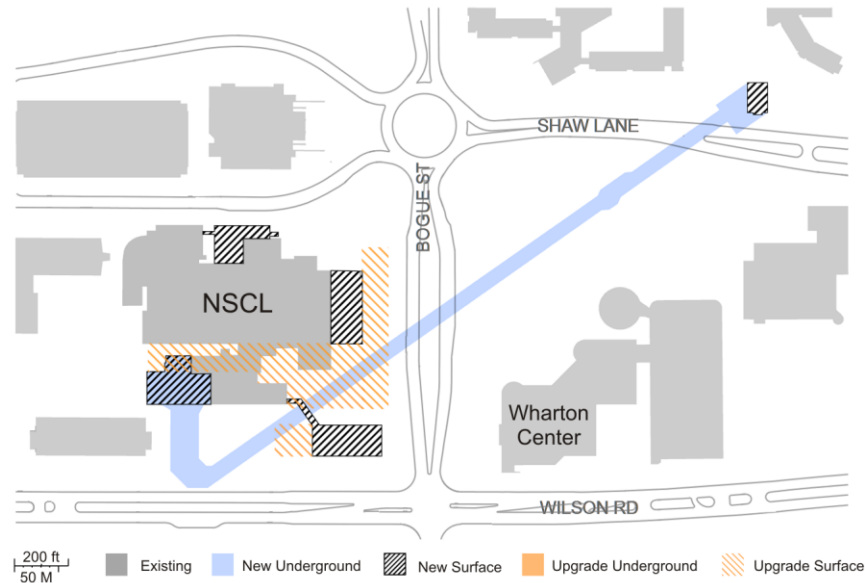 SHAW LANE
BOGUE ST
NSCL
Wharton
Center
WILSON RD
200 ft
50 M
Existing
New Underground
New Surface
Upgrade Underground
Upgrade Surface